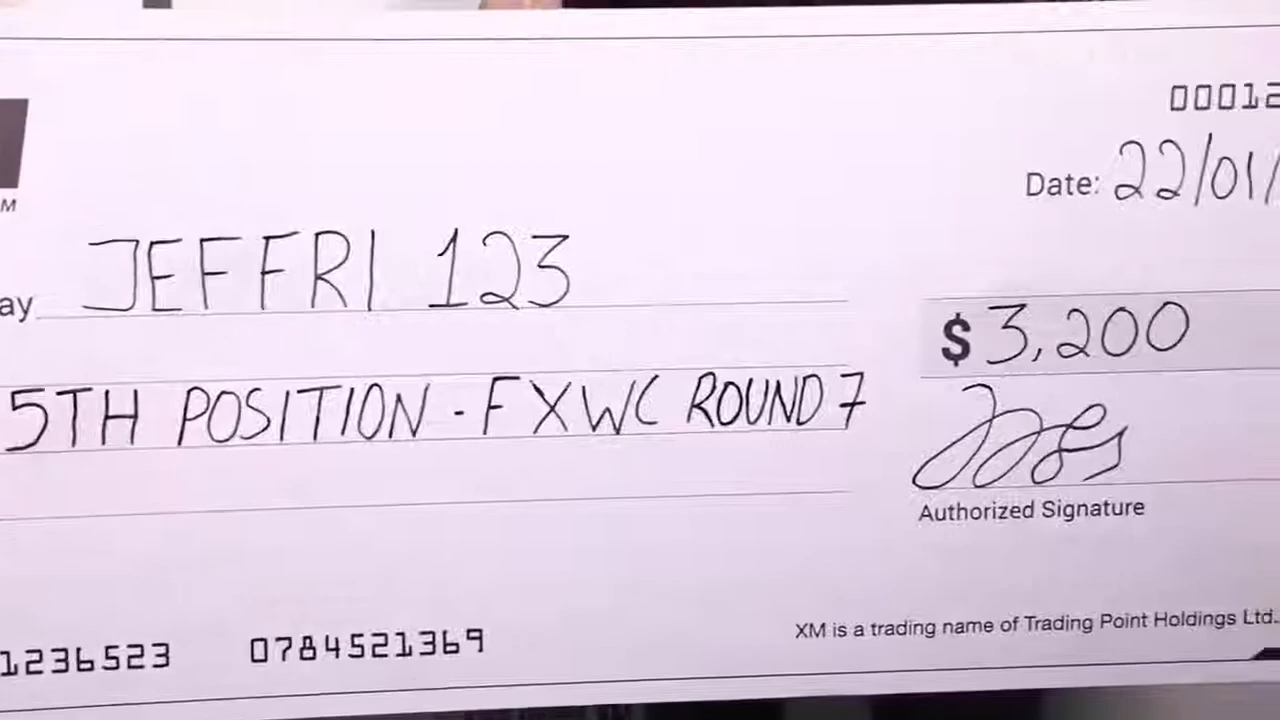 00012
Date: 22/01/
M
ay JEFFRI 123
$ 3,200
5TH POSITION - FXWC ROUND 7
Authorized Signature
XM is a trading name of Trading Point Holdings Ltd.
1236523 0784521369